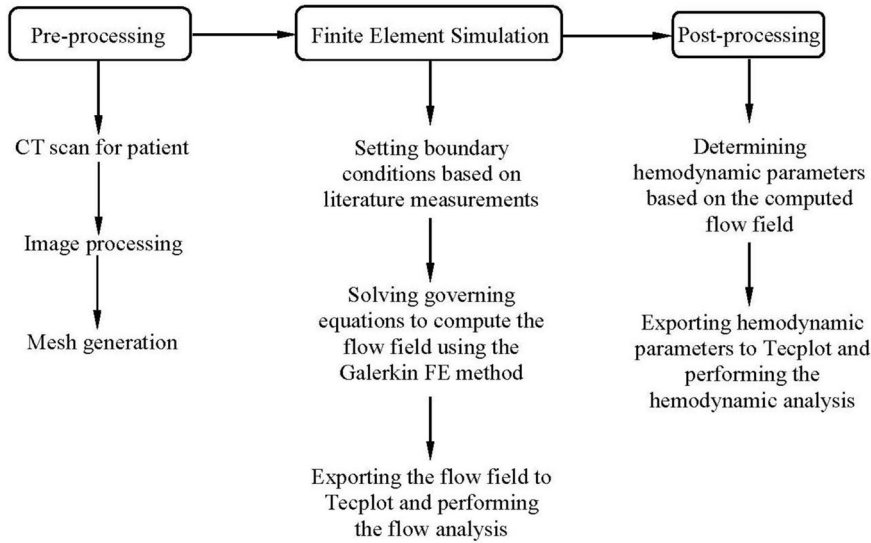 Pre-processing
CT scan for patient
Image processing
Mesh generation
Finite Element Simulation
Setting boundary
conditions based on
literature measurements
Solving governing
equations to compute the
flow field using the
Galerkin FE method
Exporting the flow field to
Tecplot and performing
the flow analysis
Post-processing
Determining
hemodynamic parameters
based on the computed
flow field
Exporting hemodynamic
parameters to Tecplot and
performing the
hemodynamic analysis